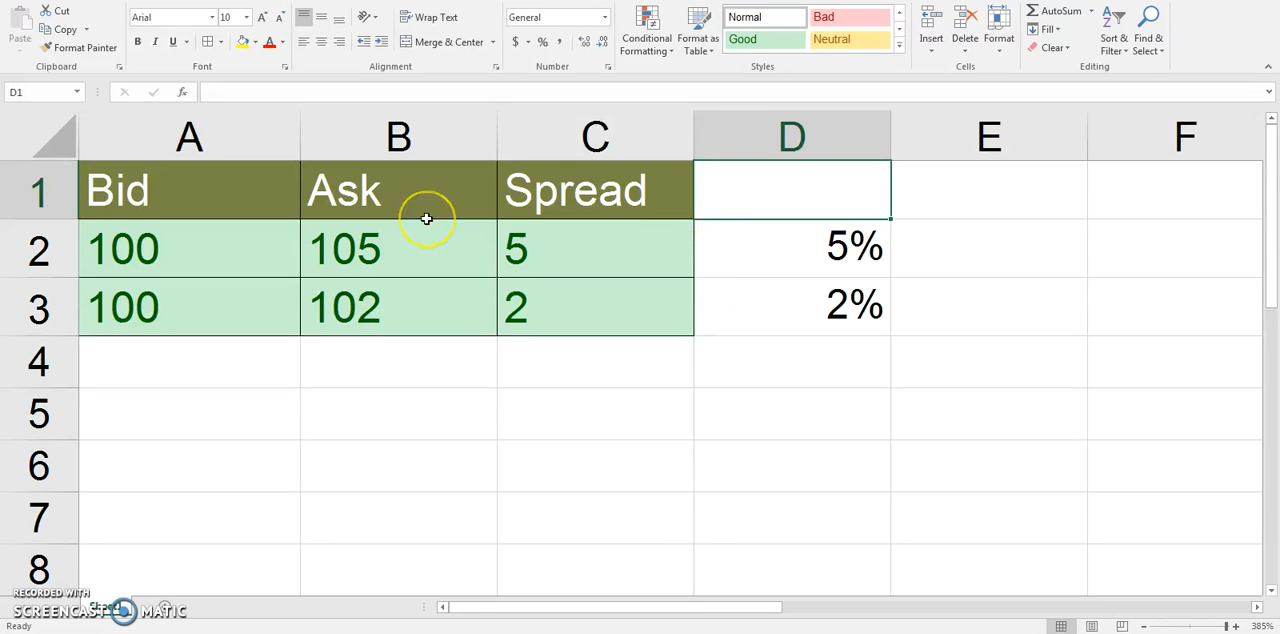 Cut
Copy
Format Painter
Paste
Clipboard
Arial
10
A A
B I U
A
Font
Wrap Text
Merge & Center
Alignment
General
$ % ,
Number
Conditional
Formatting
Format as
Table
Normal
Bad
Good
Neutral
Styles
Insert
Delete
Format
Cells
AutoSum
Fill
Clear
Sort &
Filter
Find &
Select
Editing
D1
fx
A B C D E F
1 Bid Ask Spread
2 100 105 5 5%
3 100 102 2 2%
4
5
6
7
8
RECORDED WITH
SCREENCAST MATIC
Ready
385%